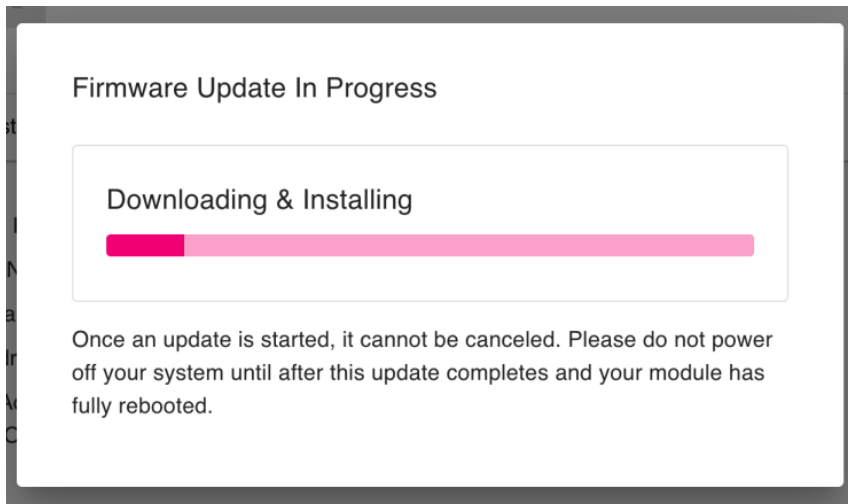 Firmware Update In Progress
st
Downloading & Installing
Once an update is started, it cannot be canceled. Please do not power
off your system until after this update completes and your module has
fully rebooted.